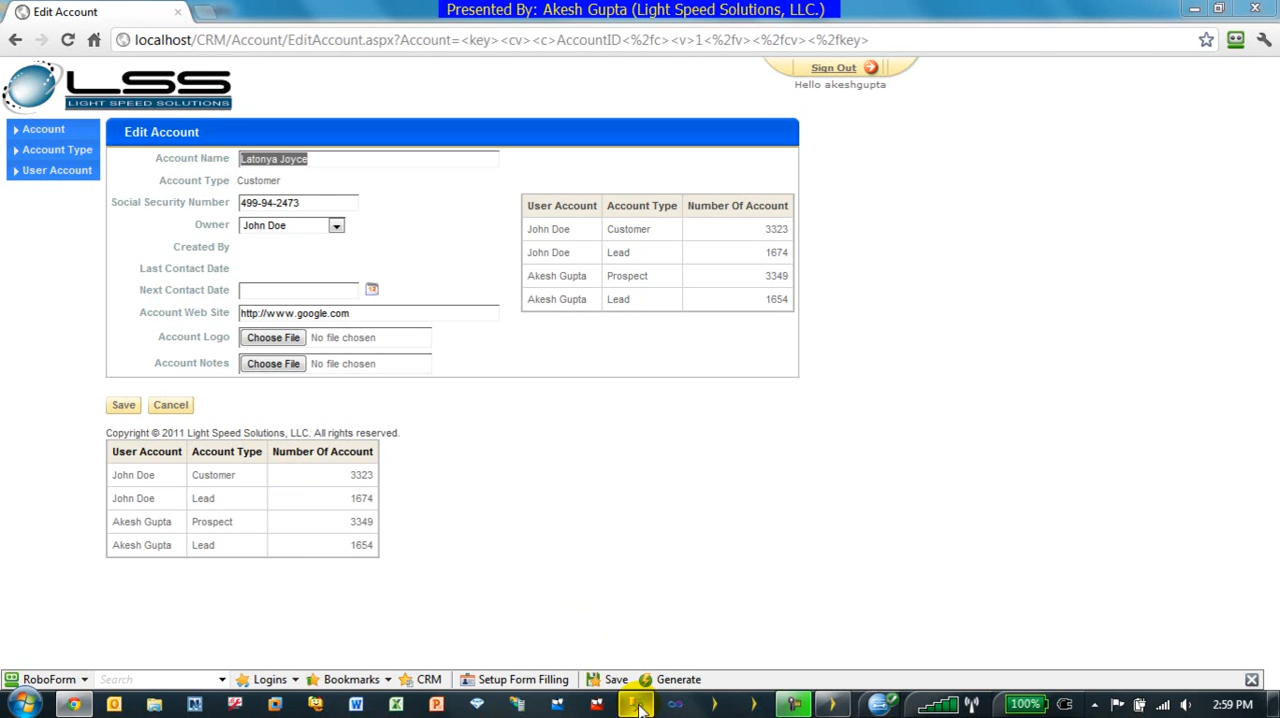 Edit Account
Presented By: Akesh Gupta (Light Speed Solutions, LLC.)
localhost/CRM/Account/EditAccount.aspx?Account=<key><cv><c>AccountID<%2fc><v>1<%2fv><%2fcv><%2fkey>
LSS
LIGHT SPEED SOLUTIONS
Sign Out
Hello akeshgupta
Account
Account Type
User Account
Edit Account
Account Name Latonya Joyce
Account Type Customer
Social Security Number 499-94-2473
Owner John Doe
Created By
Last Contact Date
Next Contact Date 12
Account Web Site http://www.google.com
Account Logo Choose File No file chosen
Account Notes Choose File No file chosen
User Account Account Type Number Of Account
John Doe Customer 3323
John Doe Lead 1674
Akesh Gupta Prospect 3349
Akesh Gupta Lead 1654
Save Cancel
Copyright © 2011 Light Speed Solutions, LLC. All rights reserved.
User Account Account Type Number Of Account
John Doe Customer 3323
John Doe Lead 1674
Akesh Gupta Prospect 3349
Akesh Gupta Lead 1654
RoboForm Search Logins Bookmarks CRM Setup Form Filling Save Generate
100% 2:59 PM